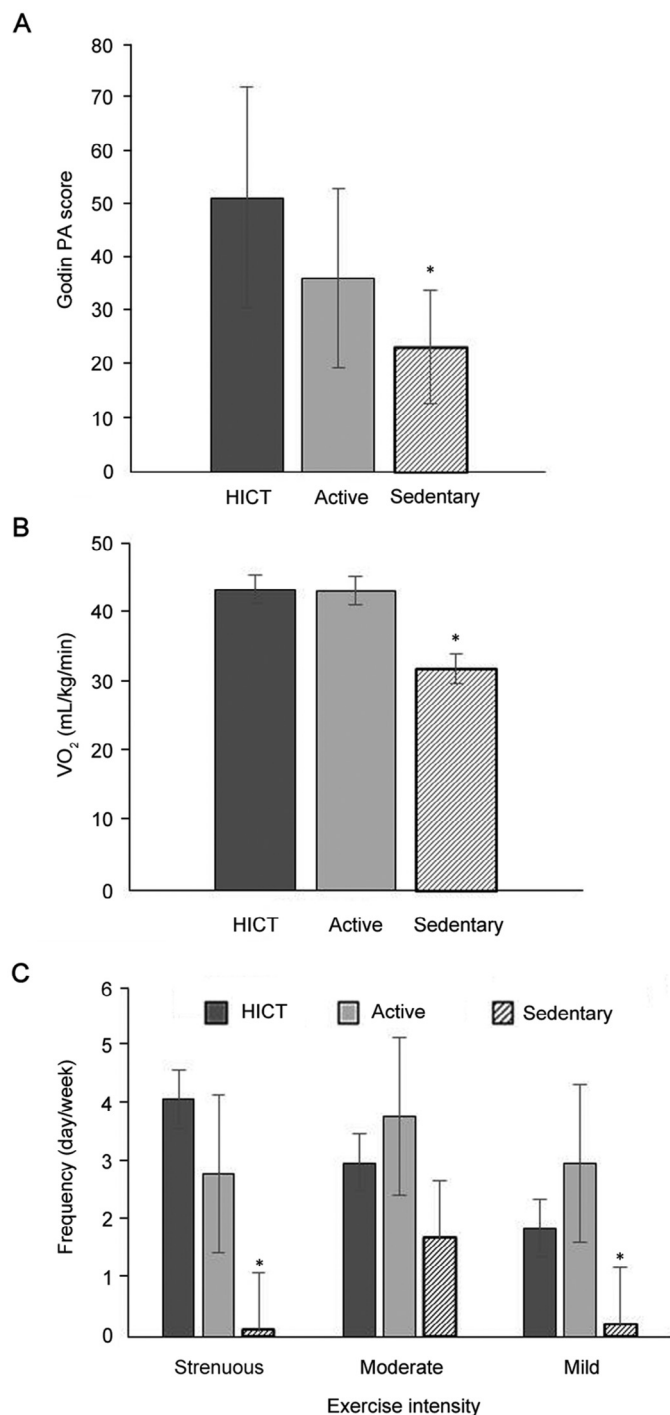 A
80
70
60
50
40
30
20
10
0
Godin PA score
*
HICT Active Sedentary
B
50
40
30
20
10
0
VO₂ (mL/kg/min)
*
HICT Active Sedentary
C
6
5
4
3
2
1
0
Frequency (day/week)
HICT Active Sedentary
* *
Strenuous Moderate Mild
Exercise intensity